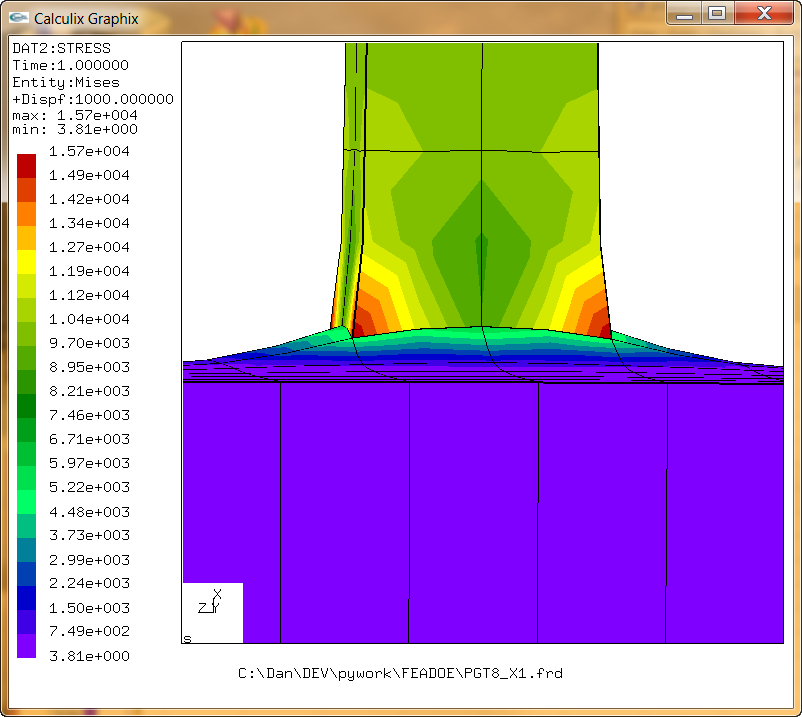 Calculix Graphix
DAT2:STRESS
Time:1.000000
Entity:Mises
+Dispf:1000.000000
max: 1.57e+004
min: 3.81e+000
1.57e+004
1.49e+004
1.42e+004
1.34e+004
1.27e+004
1.19e+004
1.12e+004
1.04e+004
9.70e+003
8.95e+003
8.21e+003
7.46e+003
6.71e+003
5.97e+003
5.22e+003
4.48e+003
3.73e+003
2.99e+003
2.24e+003
1.50e+003
7.49e+002
3.81e+000
X
Z Y
s
C:\Dan\DEV\pywork\FEADOE\PGT8_X1.frd